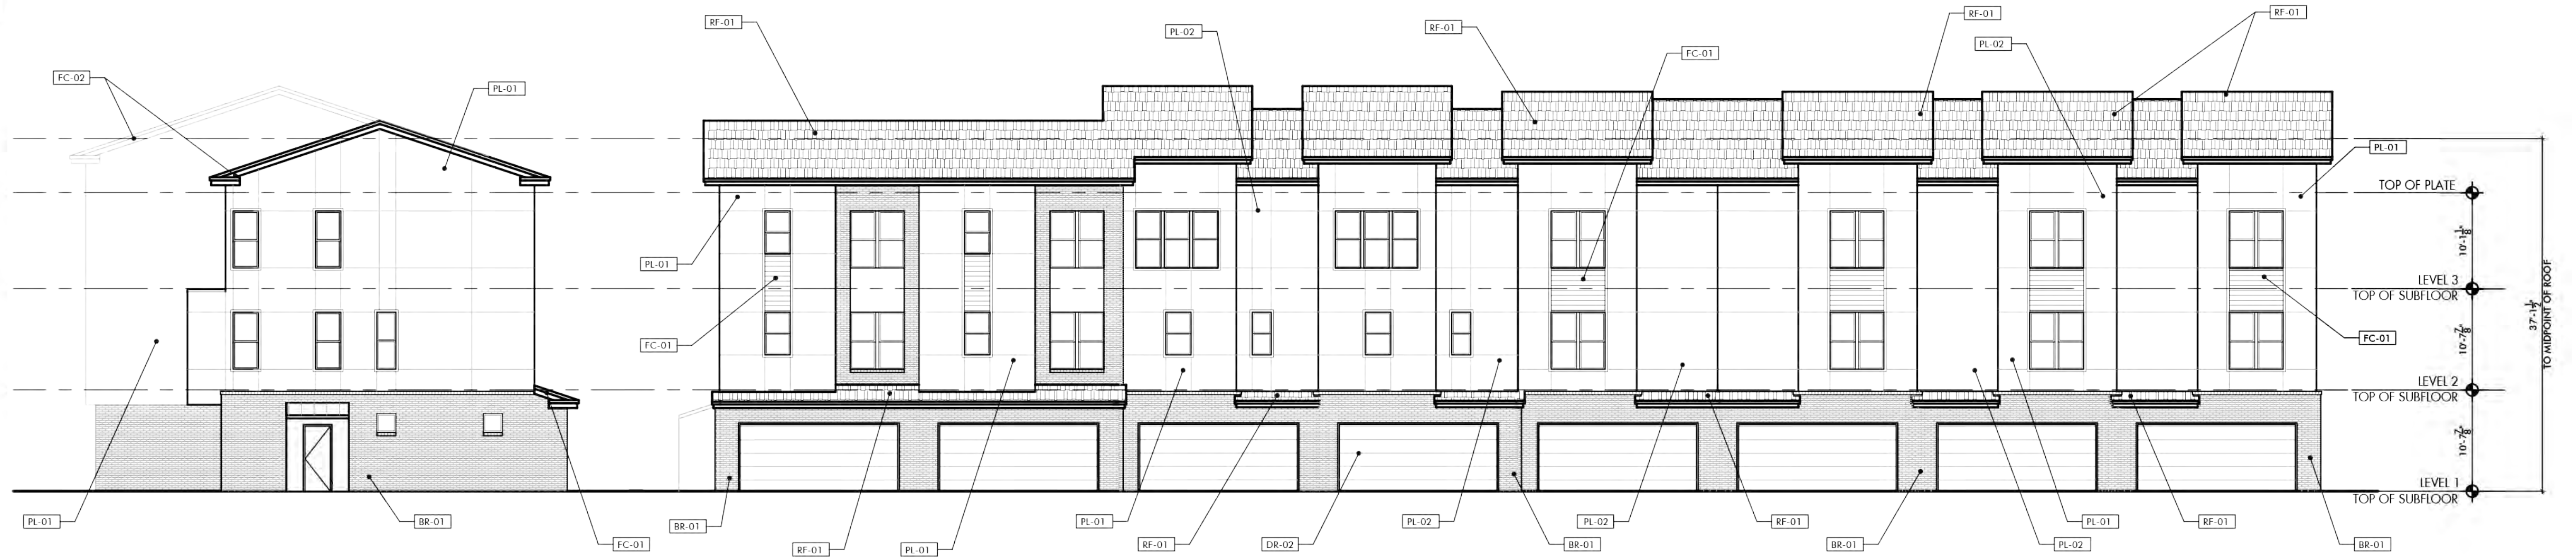 RF-01
PL-02
RF-01
FC-01
RF-01
PL-02
RF-01
FC-02
PL-01
PL-01
TOP OF PLATE
10'-1 1/8"
PL-01
LEVEL 3
TOP OF SUBFLOOR
37'-1 1/2"
TO MIDPOINT OF ROOF
FC-01
FC-01
10'-7 7/8"
LEVEL 2
TOP OF SUBFLOOR
10'-7 7/8"
LEVEL 1
TOP OF SUBFLOOR
PL-01
BR-01
FC-01
BR-01
RF-01
PL-01
PL-01
RF-01
DR-02
PL-02
BR-01
PL-02
RF-01
BR-01
PL-02
PL-01
RF-01
BR-01